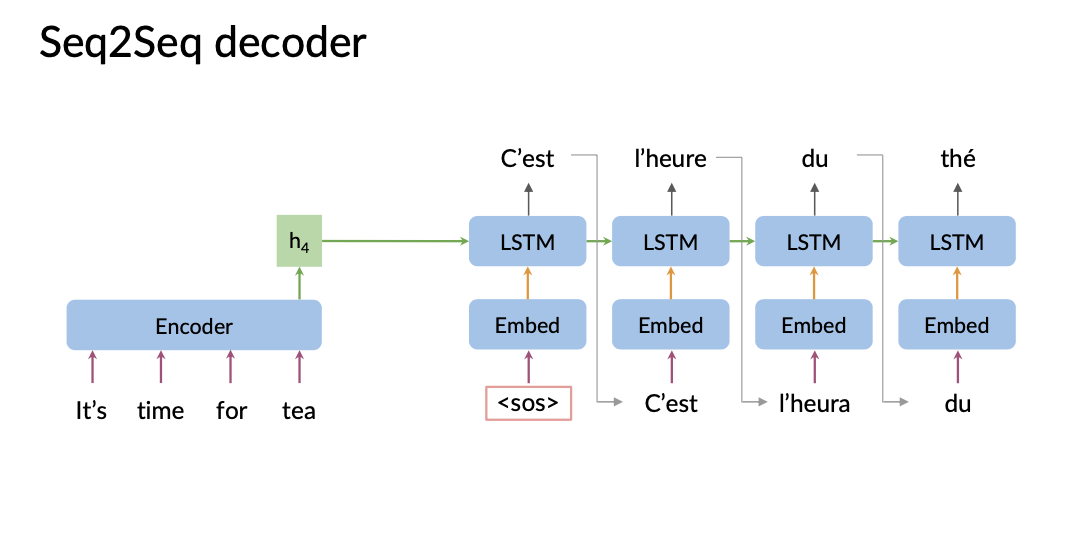 Seq2Seq decoder
C’est l’heure du thé
h4 LSTM LSTM LSTM LSTM
Encoder Embed Embed Embed Embed
It’s time for tea <sos> C’est l’heura du